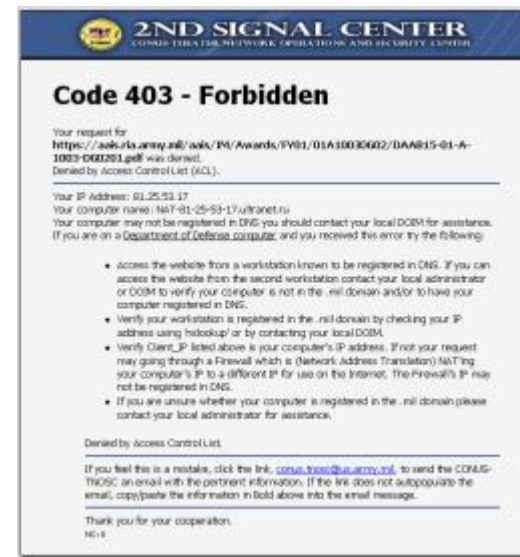 2ND SIGNAL CENTER
CONUS-THEATER NETWORK OPERATIONS AND SECURITY CENTER
Code 403 - Forbidden
Your request for
https://aais.ria.army.mil/aais/IM/Awards/FY01/01A1003D602/DAAB15-01-A-
1003-D60201.pdf was denied.
Denied by Access Control List (ACL).
Your IP Address: 81.25.53.17
Your computer name: NAT-81-25-53-17.ultranet.ru
Your computer may not be registered in DNS you should contact your local DOIM for assistance.
If you are on a Department of Defense computer and you received this error try the following:
• Access the website from a workstation known to be registered in DNS. If you can
access the website from the second workstation contact your local administrator
or DOIM to verify your computer is not in the .mil domain and/or to have your
computer registered in DNS.
• Verify your workstation is registered in the .mil domain by checking your IP
address using 'nslookup' or by contacting your local DOIM.
• Verify Client_IP listed above is your computer's IP address. If not your request
may going through a Firewall which is (Network Address Translation) NAT'ing
your computer's IP to a different IP for use on the Internet. The Firewall's IP may
not be registered in DNS.
• If you are unsure whether your computer is registered in the .mil domain please
contact your local administrator for assistance.
Denied by Access Control List.
If you feel this is a mistake, click the link, conus.tnosc@us.army.mil, to send the CONUS-
TNOSC an email with the pertinent information. If the link does not autopopulate the
email, copy/paste the information in Bold above into the email message.
Thank you for your cooperation.